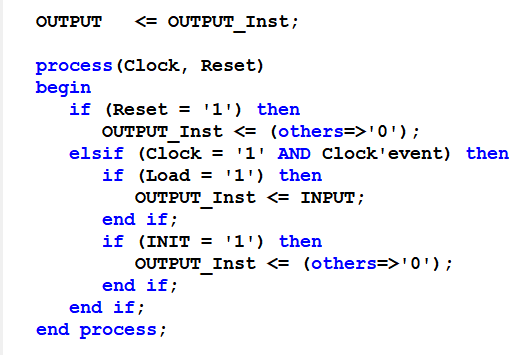 OUTPUT   <= OUTPUT_Inst;
process(Clock, Reset)
begin
if (Reset = '1') then
OUTPUT_Inst <= (others=>'0');
elsif (Clock = '1' AND Clock'event) then
if (Load = '1') then
OUTPUT_Inst <= INPUT;
end if;
if (INIT = '1') then
OUTPUT_Inst <= (others=>'0');
end if;
end if;
end process;